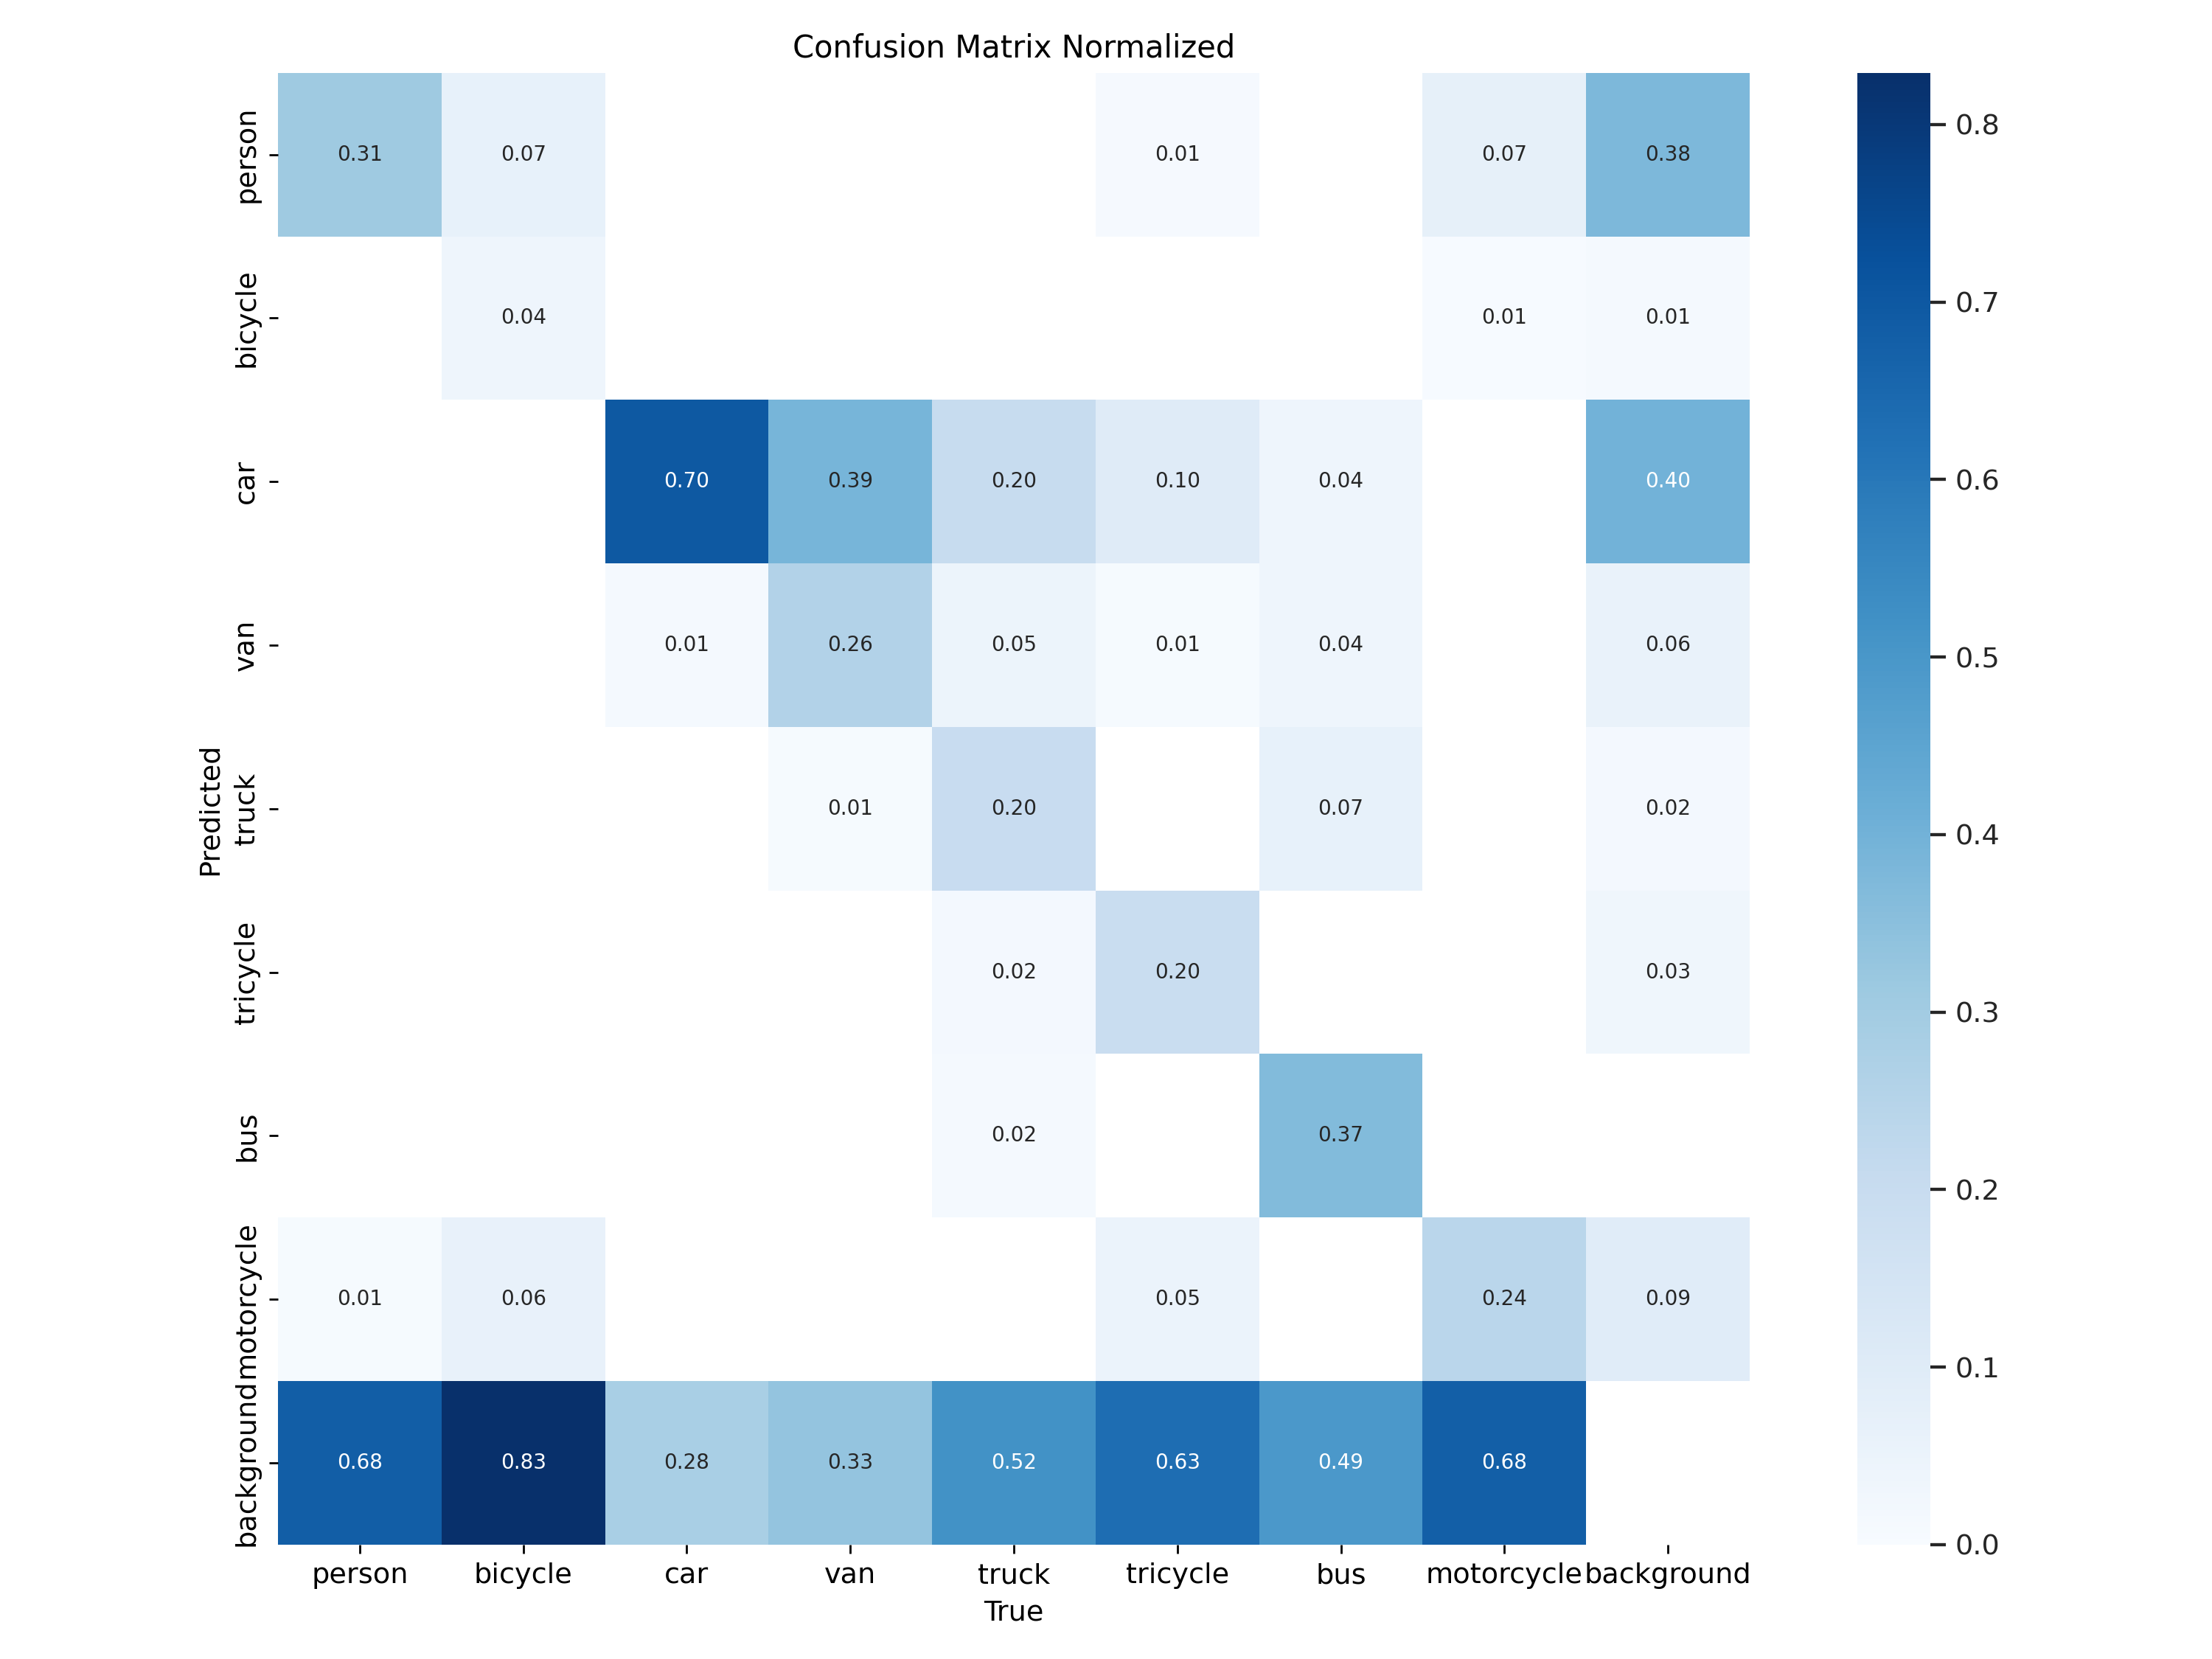 Confusion Matrix Normalized
person 0.31 0.07 0.01 0.07 0.38
bicycle 0.04 0.01 0.01
car 0.70 0.39 0.20 0.10 0.04 0.40
van 0.01 0.26 0.05 0.01 0.04 0.06
truck 0.01 0.20 0.07 0.02
tricycle 0.02 0.20 0.03
bus 0.02 0.37
motorcycle 0.01 0.06 0.05 0.24 0.09
background 0.68 0.83 0.28 0.33 0.52 0.63 0.49 0.68
Predicted
person bicycle car van truck tricycle bus motorcycle background
True
0.8
0.7
0.6
0.5
0.4
0.3
0.2
0.1
0.0